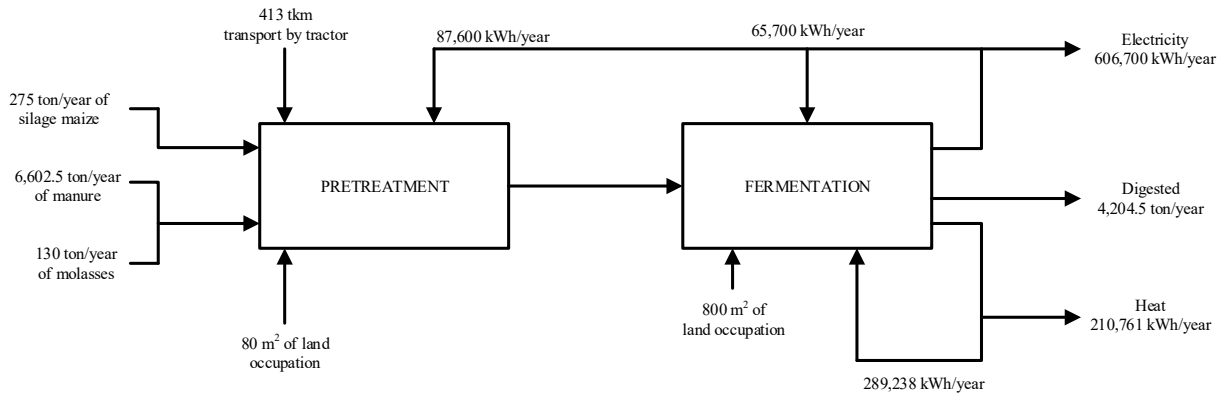 413 tkm
transport by tractor
87,600 kWh/year
65,700 kWh/year
Electricity
606,700 kWh/year
275 ton/year of
silage maize
6,602.5 ton/year
of manure
PRETREATMENT
FERMENTATION
Digested
4,204.5 ton/year
130 ton/year
of molasses
80 m² of land
occupation
800 m² of
land occupation
Heat
210,761 kWh/year
289,238 kWh/year